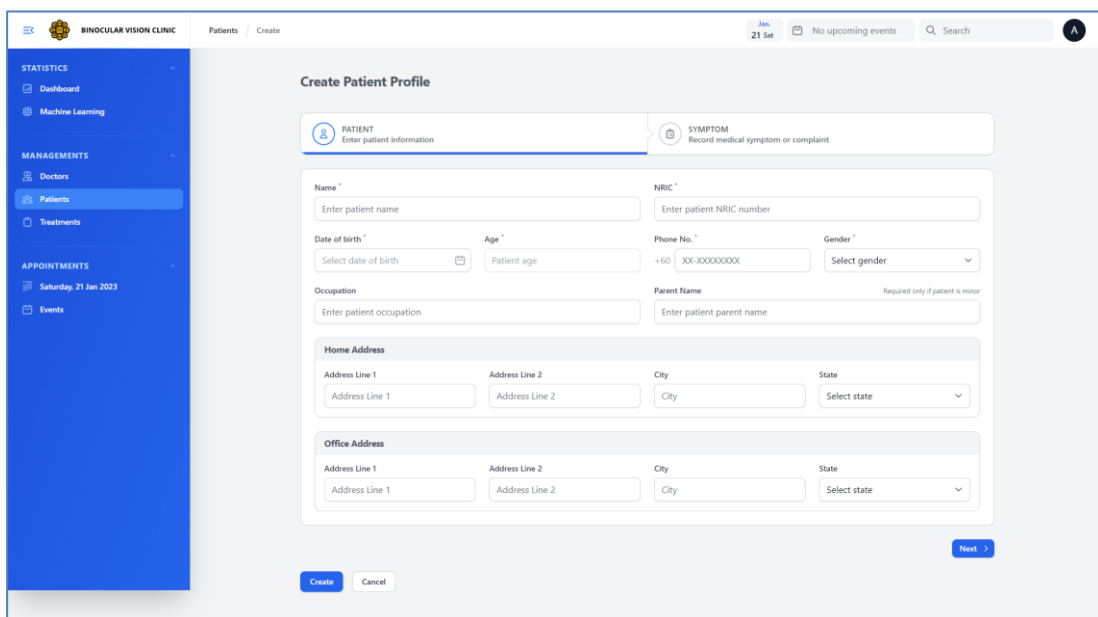 BINOCULAR VISION CLINIC
Patients / Create
Jan.
21 Sat
No upcoming events
Search
A
STATISTICS
Dashboard
Machine Learning
MANAGEMENTS
Doctors
Patients
Treatments
APPOINTMENTS
Saturday, 21 Jan 2023
Events
Create Patient Profile
PATIENT
Enter patient information
SYMPTOM
Record medical symptom or complaint
Name *
NRIC *
Enter patient name
Enter patient NRIC number
Date of birth *
Age *
Phone No. *
Gender *
Select date of birth
Patient age
+60 XX-XXXXXXXX
Select gender
Occupation
Parent Name
Required only if patient is minor
Enter patient occupation
Enter patient parent name
Home Address
Address Line 1
Address Line 2
City
State
Address Line 1
Address Line 2
City
Select state
Office Address
Address Line 1
Address Line 2
City
State
Address Line 1
Address Line 2
City
Select state
Next >
Create
Cancel